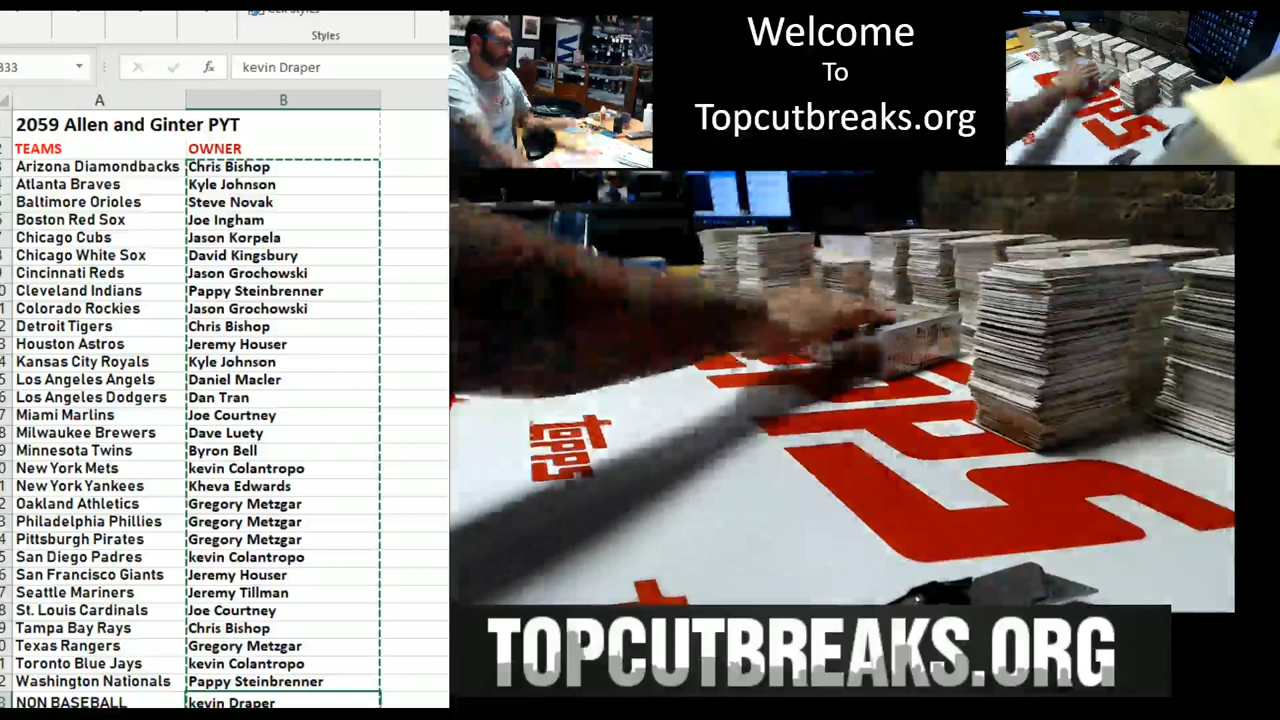 Styles
B33 fx kevin Draper
A B
2059 Allen and Ginter PYT
TEAMS OWNER
Arizona Diamondbacks Chris Bishop
Atlanta Braves Kyle Johnson
Baltimore Orioles Steve Novak
Boston Red Sox Joe Ingham
Chicago Cubs Jason Korpela
Chicago White Sox David Kingsbury
Cincinnati Reds Jason Grochowski
Cleveland Indians Pappy Steinbrenner
Colorado Rockies Jason Grochowski
Detroit Tigers Chris Bishop
Houston Astros Jeremy Houser
Kansas City Royals Kyle Johnson
Los Angeles Angels Daniel Macler
Los Angeles Dodgers Dan Tran
Miami Marlins Joe Courtney
Milwaukee Brewers Dave Luety
Minnesota Twins Byron Bell
New York Mets kevin Colantropo
New York Yankees Kheva Edwards
Oakland Athletics Gregory Metzgar
Philadelphia Phillies Gregory Metzgar
Pittsburgh Pirates Gregory Metzgar
San Diego Padres kevin Colantropo
San Francisco Giants Jeremy Houser
Seattle Mariners Jeremy Tillman
St. Louis Cardinals Joe Courtney
Tampa Bay Rays Chris Bishop
Texas Rangers Gregory Metzgar
Toronto Blue Jays kevin Colantropo
Washington Nationals Pappy Steinbrenner
NON BASEBALL kevin Draper
Welcome
To
Topcutbreaks.org
topps
TOPCUTBREAKS.ORG